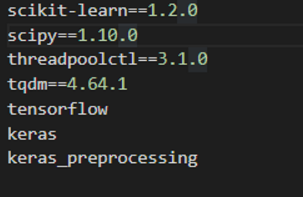 scikit-learn==1.2.0
scipy==1.10.0
threadpoolctl==3.1.0
tqdm==4.64.1
tensorflow
keras
keras_preprocessing